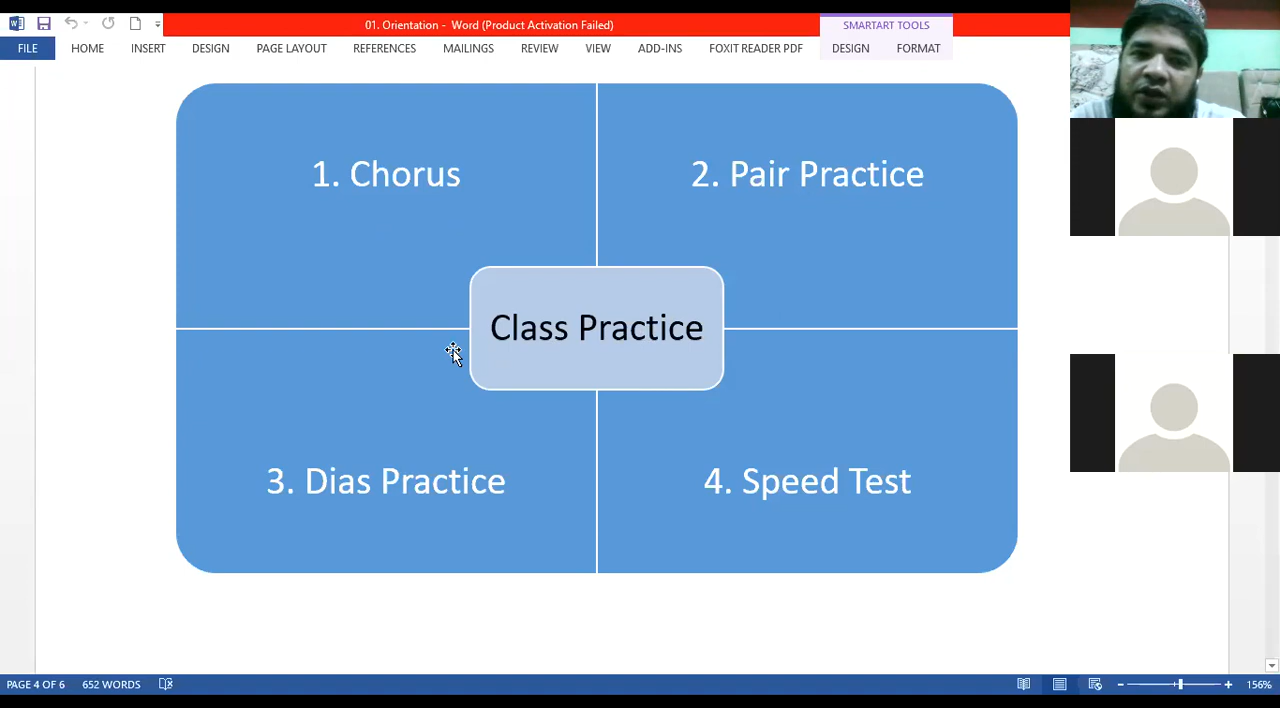 01. Orientation - Word (Product Activation Failed)
SMARTART TOOLS
FILE HOME INSERT DESIGN PAGE LAYOUT REFERENCES MAILINGS REVIEW VIEW ADD-INS FOXIT READER PDF DESIGN FORMAT
1. Chorus
2. Pair Practice
Class Practice
3. Dias Practice
4. Speed Test
PAGE 4 OF 6 652 WORDS 156%